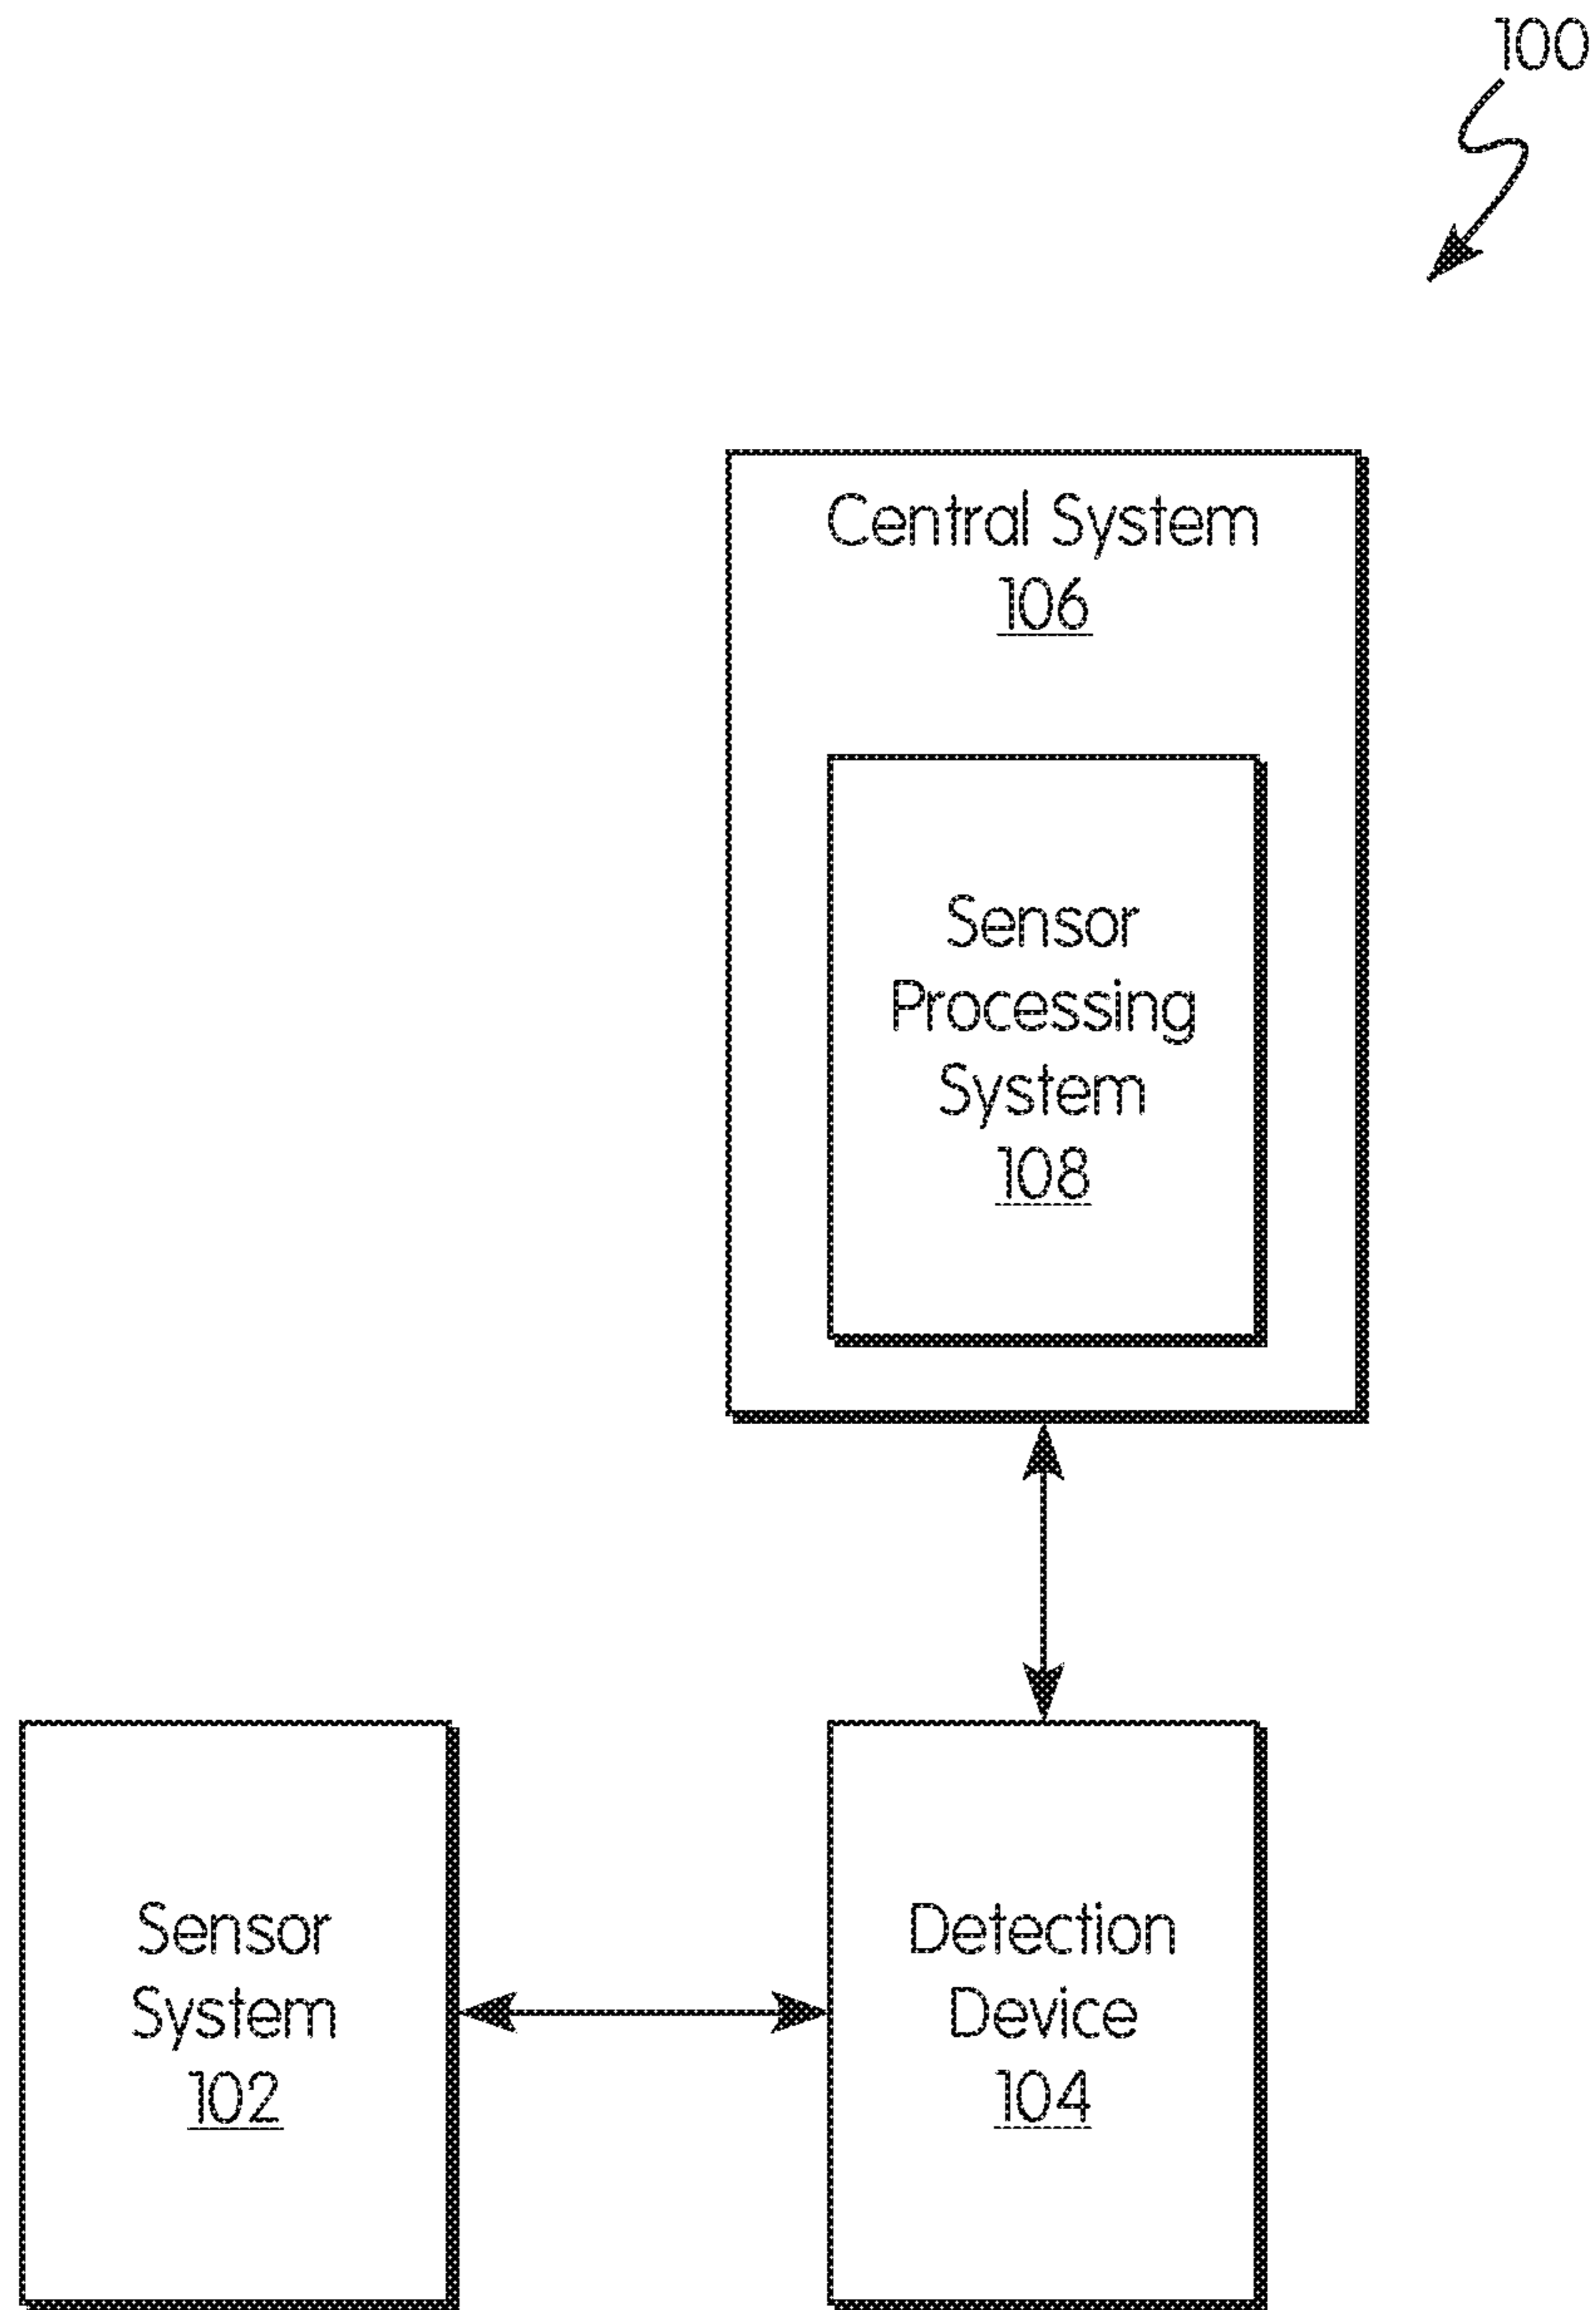 100
Central System
106
Sensor
Processing
System
108
Sensor
System
102
Detection
Device
104